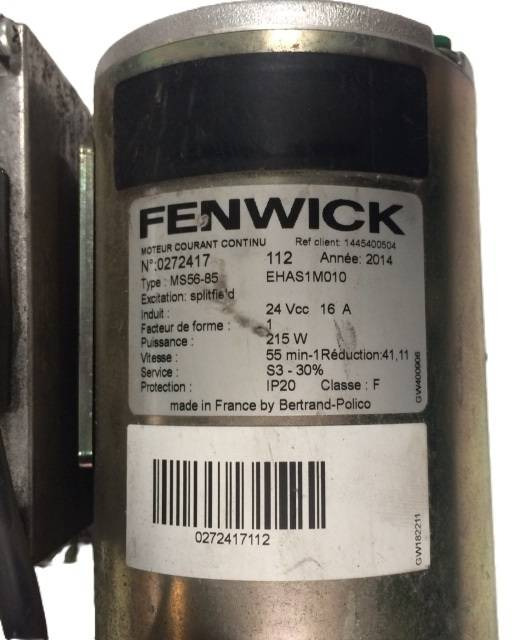 FENWICK
MOTEUR COURANT CONTINU Ref client: 1445400504
N°:0272417 112 Année: 2014
Type : MS56-85 EHAS1M010
Excitation: splitfield
Induit : 24 Vcc 16 A
Facteur de forme : 1
Puissance : 215 W
Vitesse : 55 min-1 Réduction:41,11
Service : S3 - 30%
Protection : IP20 Classe : F
made in France by Bertrand-Polico
GW400906
0272417112
GW182211